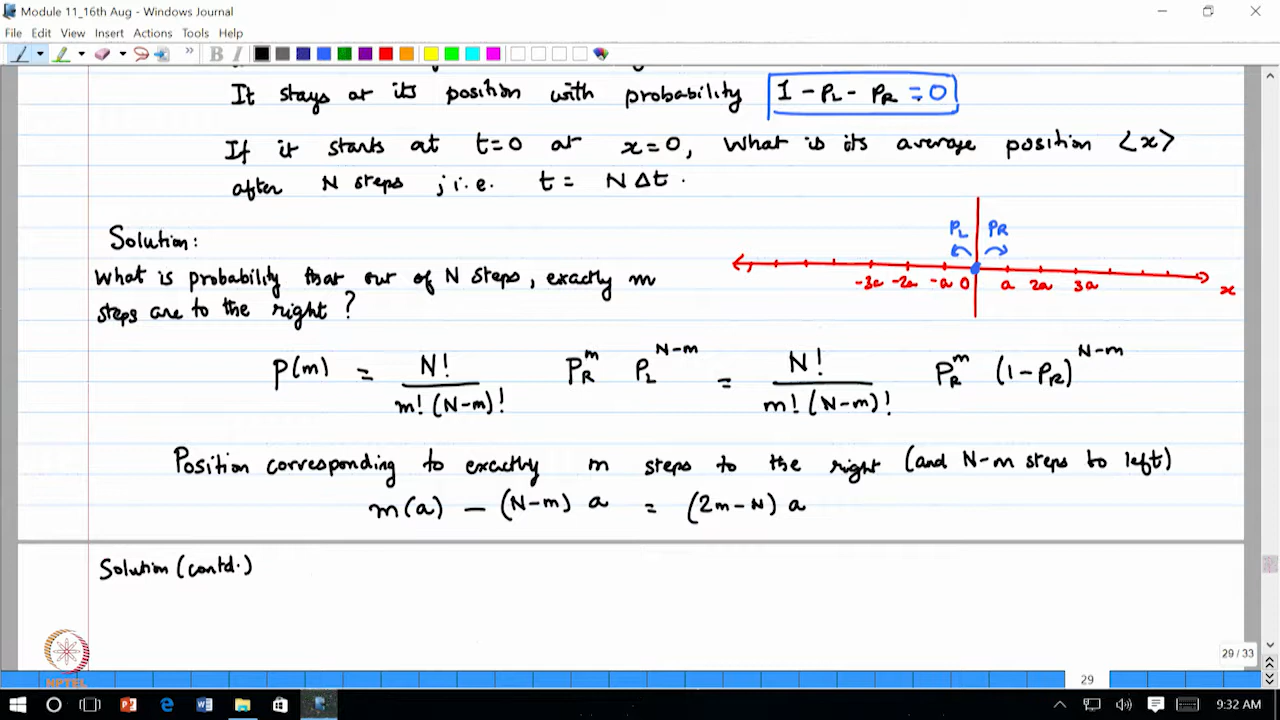 Module 11_16th Aug - Windows Journal
File Edit View Insert Actions Tools Help
B I
It stays at its position with probability 1 - PL - PR = 0
If it starts at t=0 at x=0, What is its average position <x>
after N steps ; i.e. t = NΔt.
Solution:
PL PR
What is probability that out of N steps, exactly m
-3a -2a -a 0 a 2a 3a x
steps are to the right ?
P(m) = N! / m! (N-m)! PR^m PL^(N-m) = N! / m! (N-m)! PR^m (1-PR)^(N-m)
Position corresponding to exactly m steps to the right (and N-m steps to left)
m(a) - (N-m) a = (2m-N) a
Solution (contd.)
29/33
NPTEL
29
9:32 AM